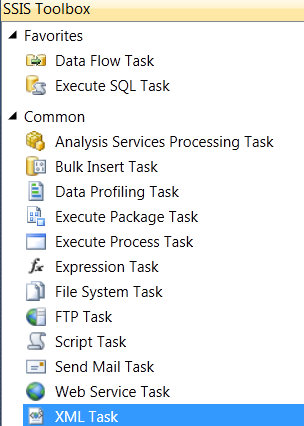 SSIS Toolbox
Favorites
Data Flow Task
Execute SQL Task
Common
Analysis Services Processing Task
Bulk Insert Task
Data Profiling Task
Execute Package Task
Execute Process Task
Expression Task
File System Task
FTP Task
Script Task
Send Mail Task
Web Service Task
XML Task